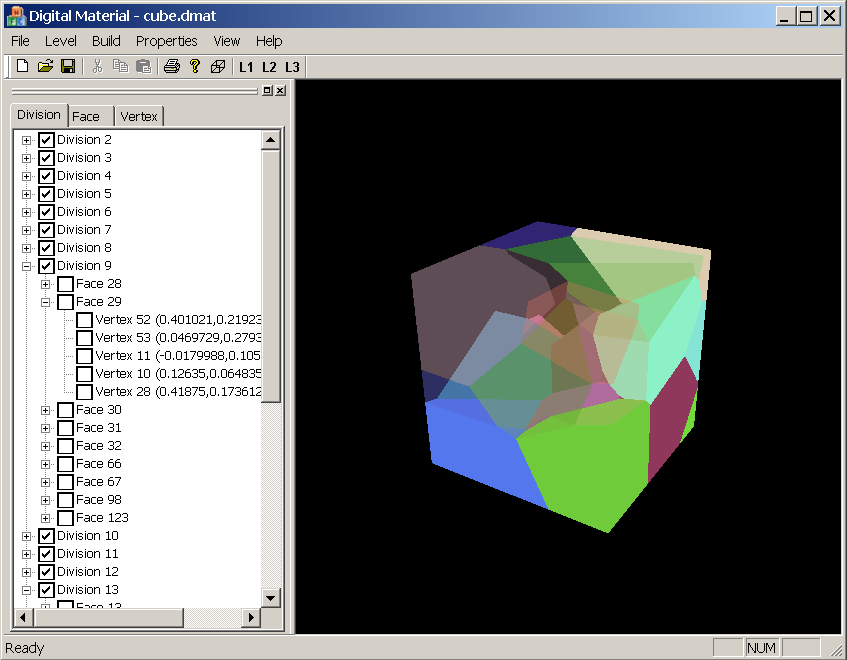 Digital Material - cube.dmat
File Level Build Properties View Help
L1 L2 L3
Division Face Vertex
Division 2
Division 3
Division 4
Division 5
Division 6
Division 7
Division 8
Division 9
Face 28
Face 29
Vertex 52 (0.401021,0.21923
Vertex 53 (0.0469729,0.2793
Vertex 11 (-0.0179988,0.105
Vertex 10 (0.12635,0.064835
Vertex 28 (0.41875,0.173612
Face 30
Face 31
Face 32
Face 66
Face 67
Face 98
Face 123
Division 10
Division 11
Division 12
Division 13
Face 13
Ready NUM